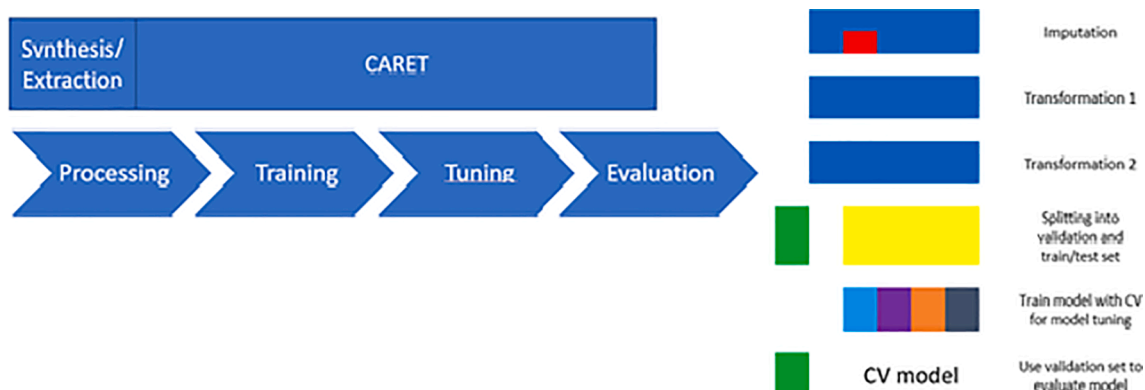 Synthesis/
Extraction
CARET
Processing
Training
Tuning
Evaluation
Imputation
Transformation 1
Transformation 2
Splitting into
validation and
train/test set
Train model with CV
for model tuning
CV model
Use validation set to
evaluate model